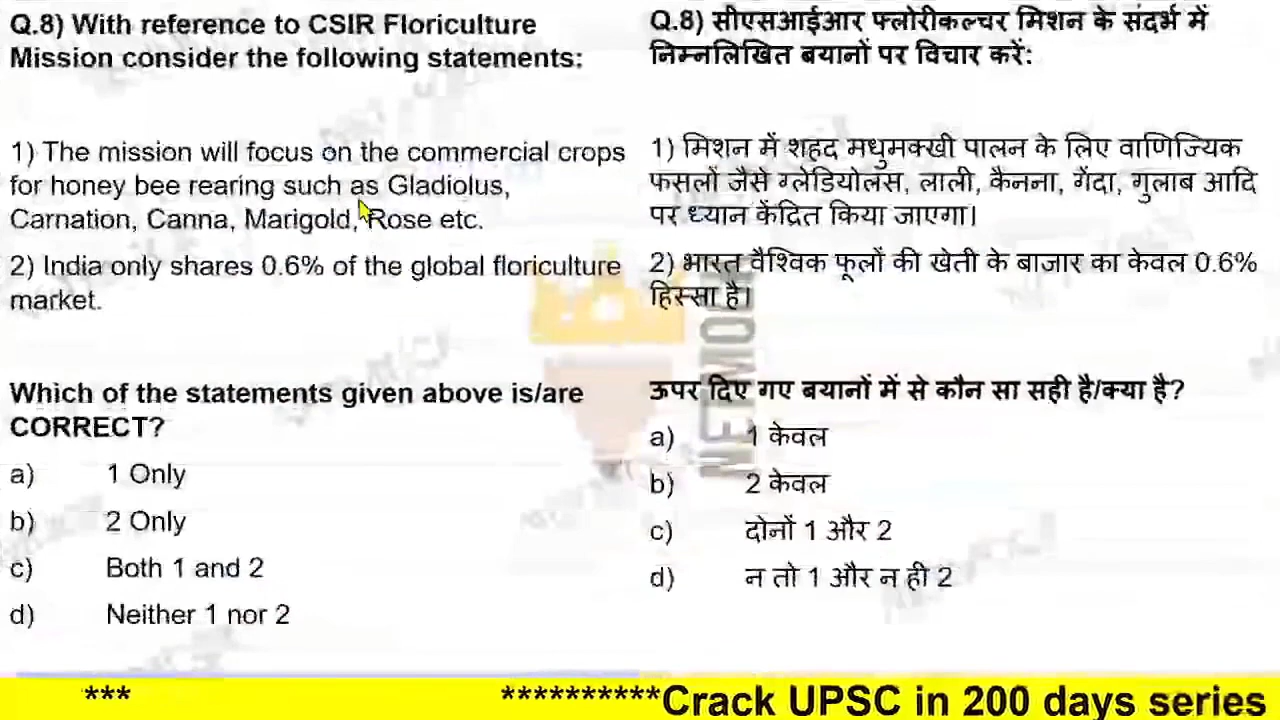 Q.8) With reference to CSIR Floriculture
Mission consider the following statements:
1) The mission will focus on the commercial crops
for honey bee rearing such as Gladiolus,
Carnation, Canna, Marigold, Rose etc.
2) India only shares 0.6% of the global floriculture
market.
Which of the statements given above is/are
CORRECT?
a) 1 Only
b) 2 Only
c) Both 1 and 2
d) Neither 1 nor 2
Q.8) सीएसआईआर फ्लोरीकल्चर मिशन के संदर्भ में
निम्नलिखित बयानों पर विचार करें:
1) मिशन में शहद मधुमक्खी पालन के लिए वाणिज्यिक
फसलों जैसे ग्लेडियोलस, लाली, कैनना, गेंदा, गुलाब आदि
पर ध्यान केंद्रित किया जाएगा।
2) भारत वैश्विक फूलों की खेती के बाजार का केवल 0.6%
हिस्सा है।
ऊपर दिए गए बयानों में से कौन सा सही है/क्या है?
a) 1 केवल
b) 2 केवल
c) दोनों 1 और 2
d) न तो 1 और न ही 2
*** **********Crack UPSC in 200 days series